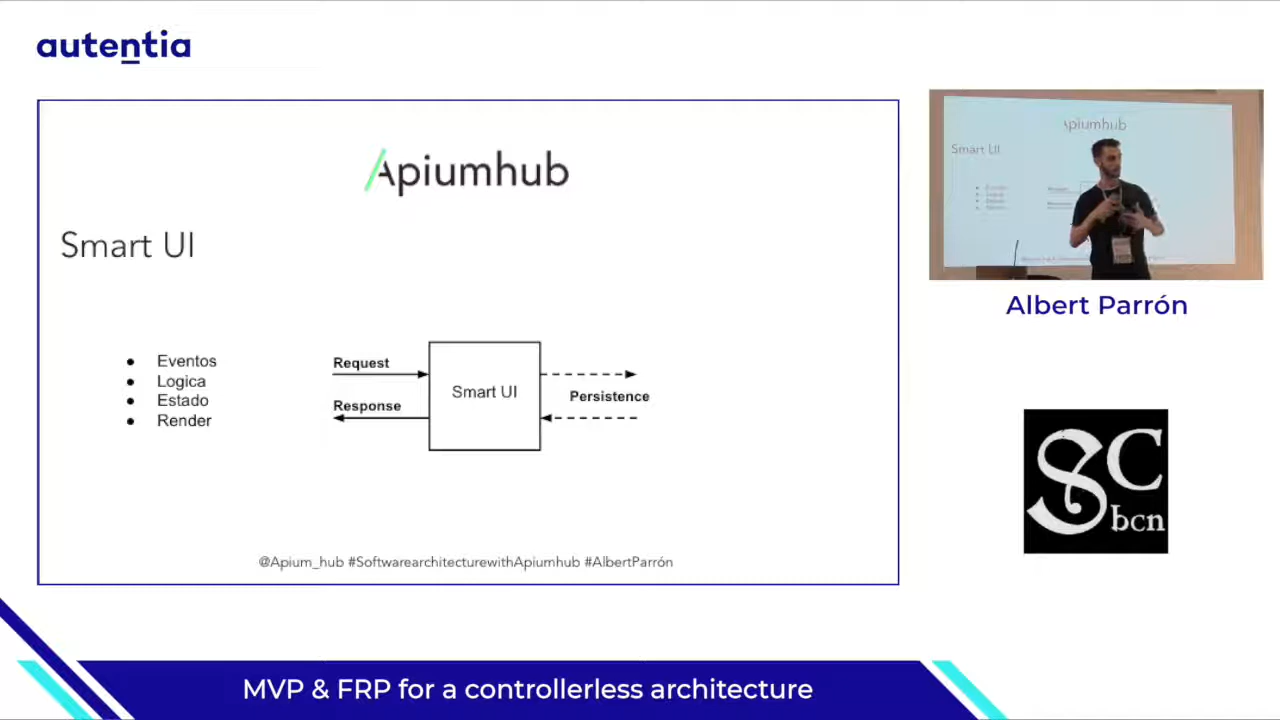 autentia
Apiumhub
Smart UI
Eventos
Logica
Estado
Render
Request
Response
Smart UI
Persistence
@Apium_hub #SoftwarearchitecturewithApiumhub #AlbertParrón
Apiumhub
Smart UI
Albert Parrón
SC
bcn
MVP & FRP for a controllerless architecture